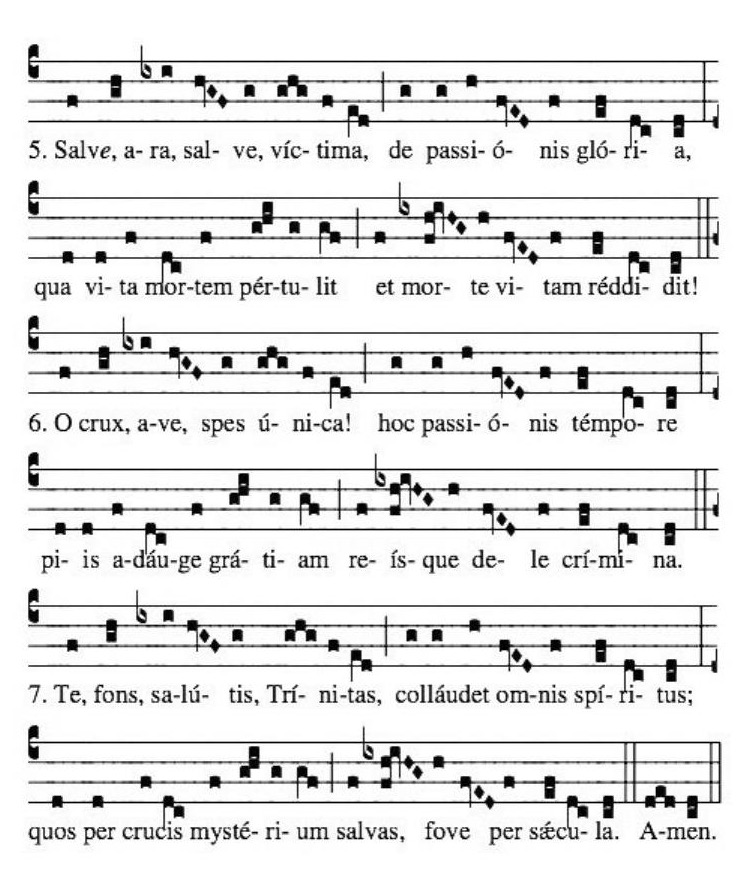 5. Salve, a- ra, sal- ve, víc- tima, de passi- ó- nis gló- ri- a,
qua vi- ta mor-tem pér-tu- lit et mor- te vi- tam réddi- dit!
6. O crux, a-ve, spes ú- ni-ca! hoc passi- ó- nis témpo- re
pi- is a-dáu-ge grá- ti- am re- ís- que de- le crí-mi- na.
7. Te, fons, sa-lú- tis, Trí- ni-tas, colláudet om-nis spí- ri- tus;
quos per crucis mysté- ri- um salvas, fove per sǽcu- la. A-men.